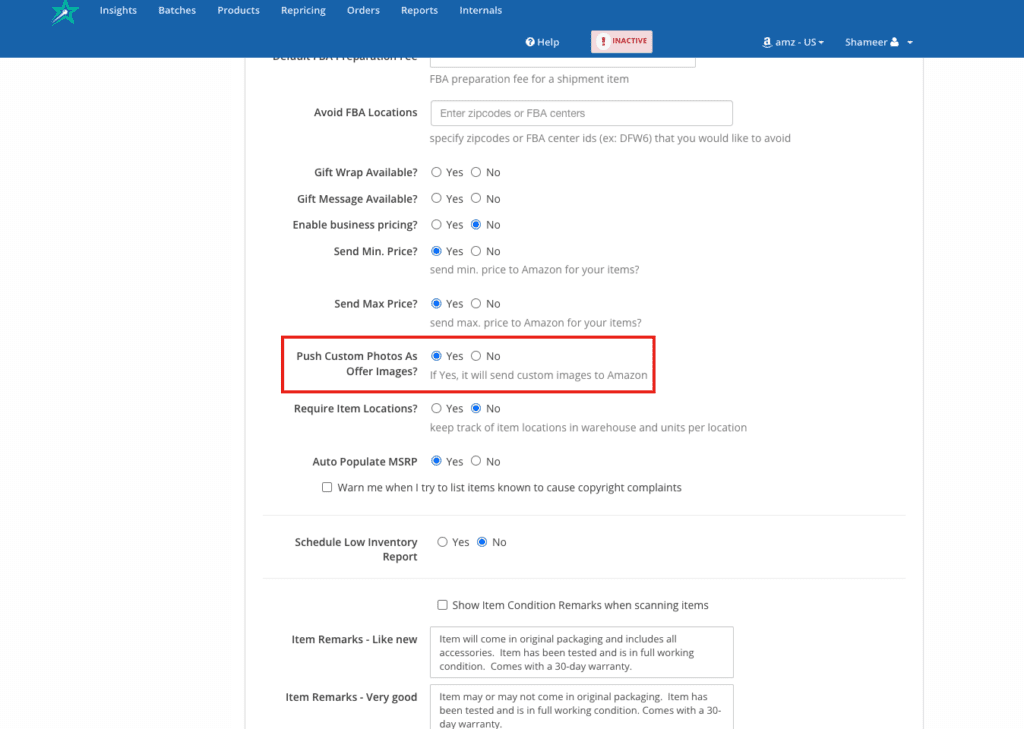 Insights Batches Products Repricing Orders Reports Internals
Help INACTIVE amz - US Shameer
Default FBA Preparation Fee
FBA preparation fee for a shipment item
Avoid FBA Locations Enter zipcodes or FBA centers
specify zipcodes or FBA center ids (ex: DFW6) that you would like to avoid
Gift Wrap Available? Yes No
Gift Message Available? Yes No
Enable business pricing? Yes No
Send Min. Price? Yes No
send min. price to Amazon for your items?
Send Max Price? Yes No
send max. price to Amazon for your items?
Push Custom Photos As Yes No
Offer Images? If Yes, it will send custom images to Amazon
Require Item Locations? Yes No
keep track of item locations in warehouse and units per location
Auto Populate MSRP Yes No
Warn me when I try to list items known to cause copyright complaints
Schedule Low Inventory Yes No
Report
Show Item Condition Remarks when scanning items
Item Remarks - Like new Item will come in original packaging and includes all
accessories. Item has been tested and is in full working
condition. Comes with a 30-day warranty.
Item Remarks - Very good Item may or may not come in original packaging. Item has
been tested and is in full working condition. Comes with a 30-
day warranty.